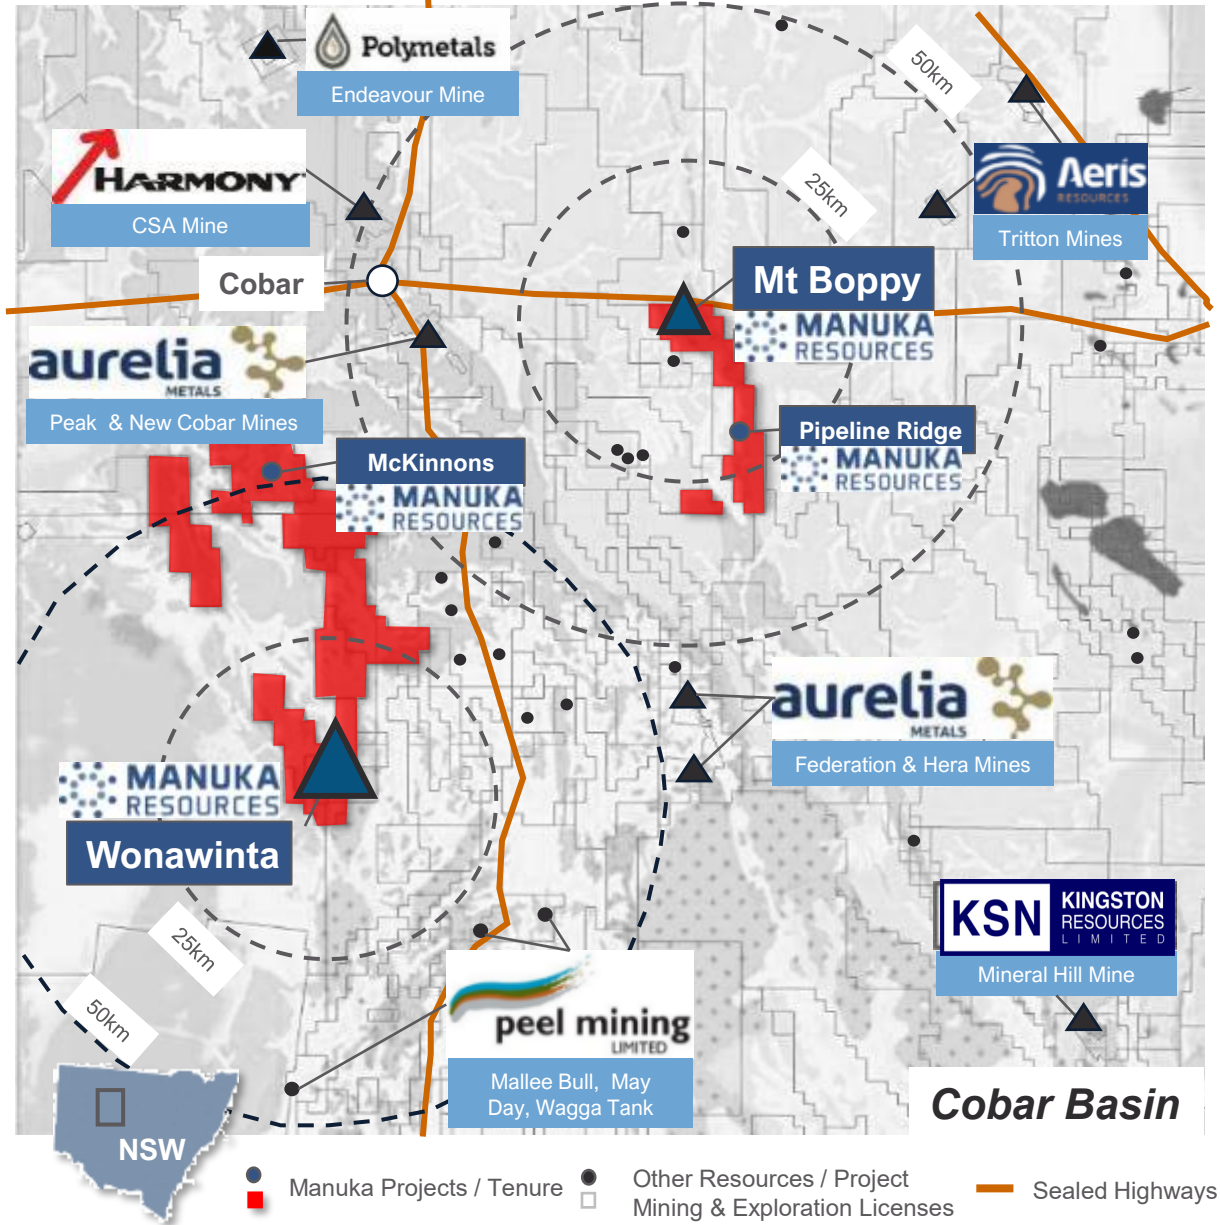 Polymetals
Endeavour Mine
50km
HARMONY
CSA Mine
25km
Aeris
RESOURCES
Tritton Mines
Cobar
Mt Boppy
MANUKA
RESOURCES
aurelia
METALS
Peak & New Cobar Mines
McKinnons
MANUKA
RESOURCES
Pipeline Ridge
MANUKA
RESOURCES
aurelia
METALS
Federation & Hera Mines
MANUKA
RESOURCES
Wonawinta
25km
50km
KSN
KINGSTON
RESOURCES
LIMITED
Mineral Hill Mine
peel mining
LIMITED
Mallee Bull, May
Day, Wagga Tank
Cobar Basin
NSW
Manuka Projects / Tenure
Other Resources / Project
Mining & Exploration Licenses
Sealed Highways